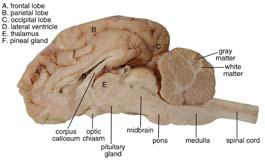 A. frontal lobe
B. parietal lobe
C. occipital lobe
D. lateral ventricle
E. thalamus
F. pineal gland
B
C
A
D
F
E
gray matter
white matter
corpus callosum
optic chiasm
pituitary gland
midbrain
pons
medulla
spinal cord